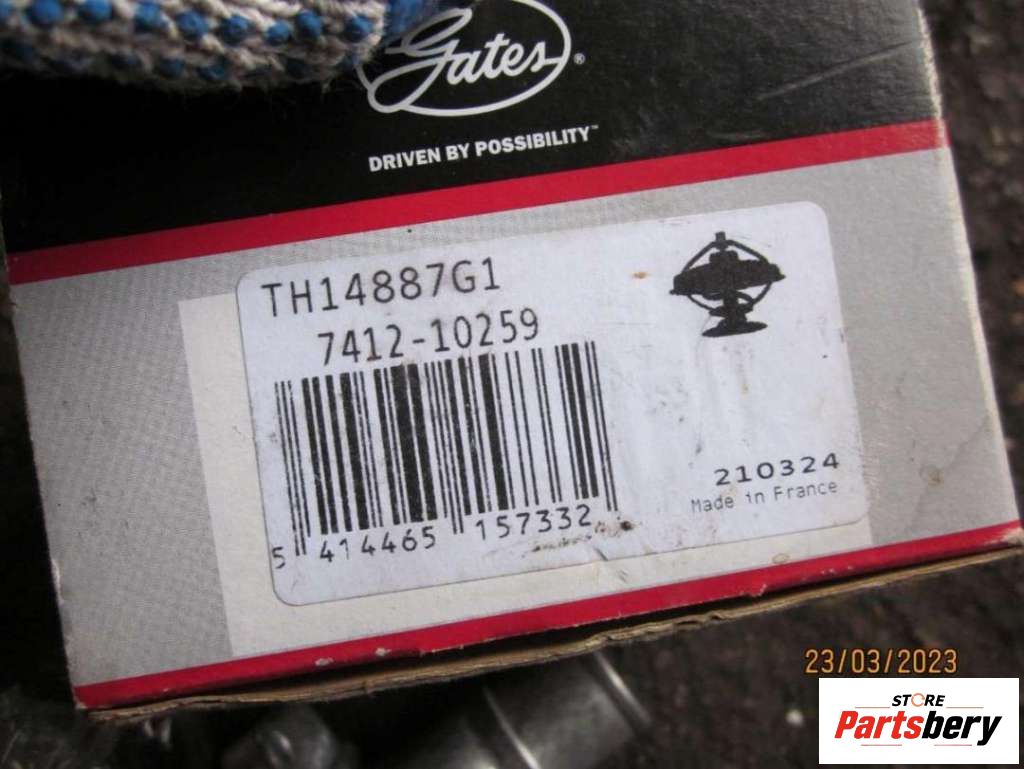 Gates®
DRIVEN BY POSSIBILITY™
TH14887G1
7412-10259
5 414465 157332
210324
Made in France
23/03/2023
STORE
Partsbery